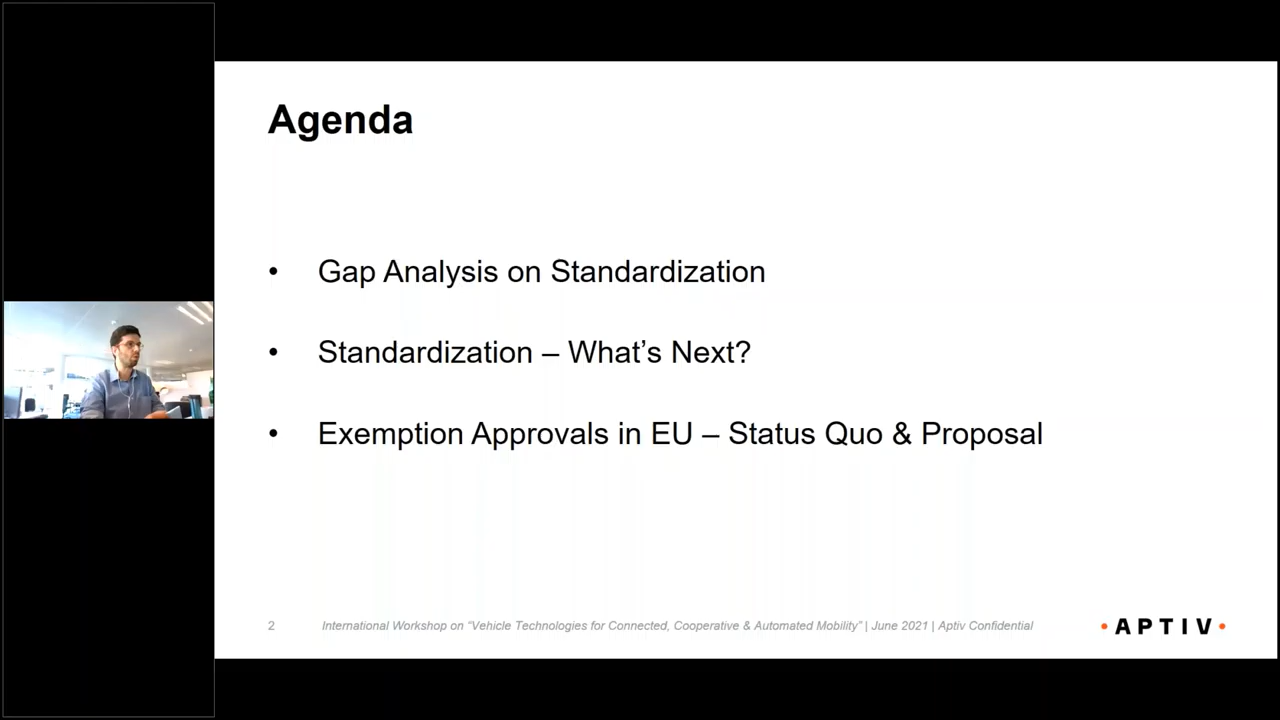 Agenda
• Gap Analysis on Standardization
• Standardization – What’s Next?
• Exemption Approvals in EU – Status Quo & Proposal
2 International Workshop on “Vehicle Technologies for Connected, Cooperative & Automated Mobility” | June 2021 | Aptiv Confidential
• APTIV •